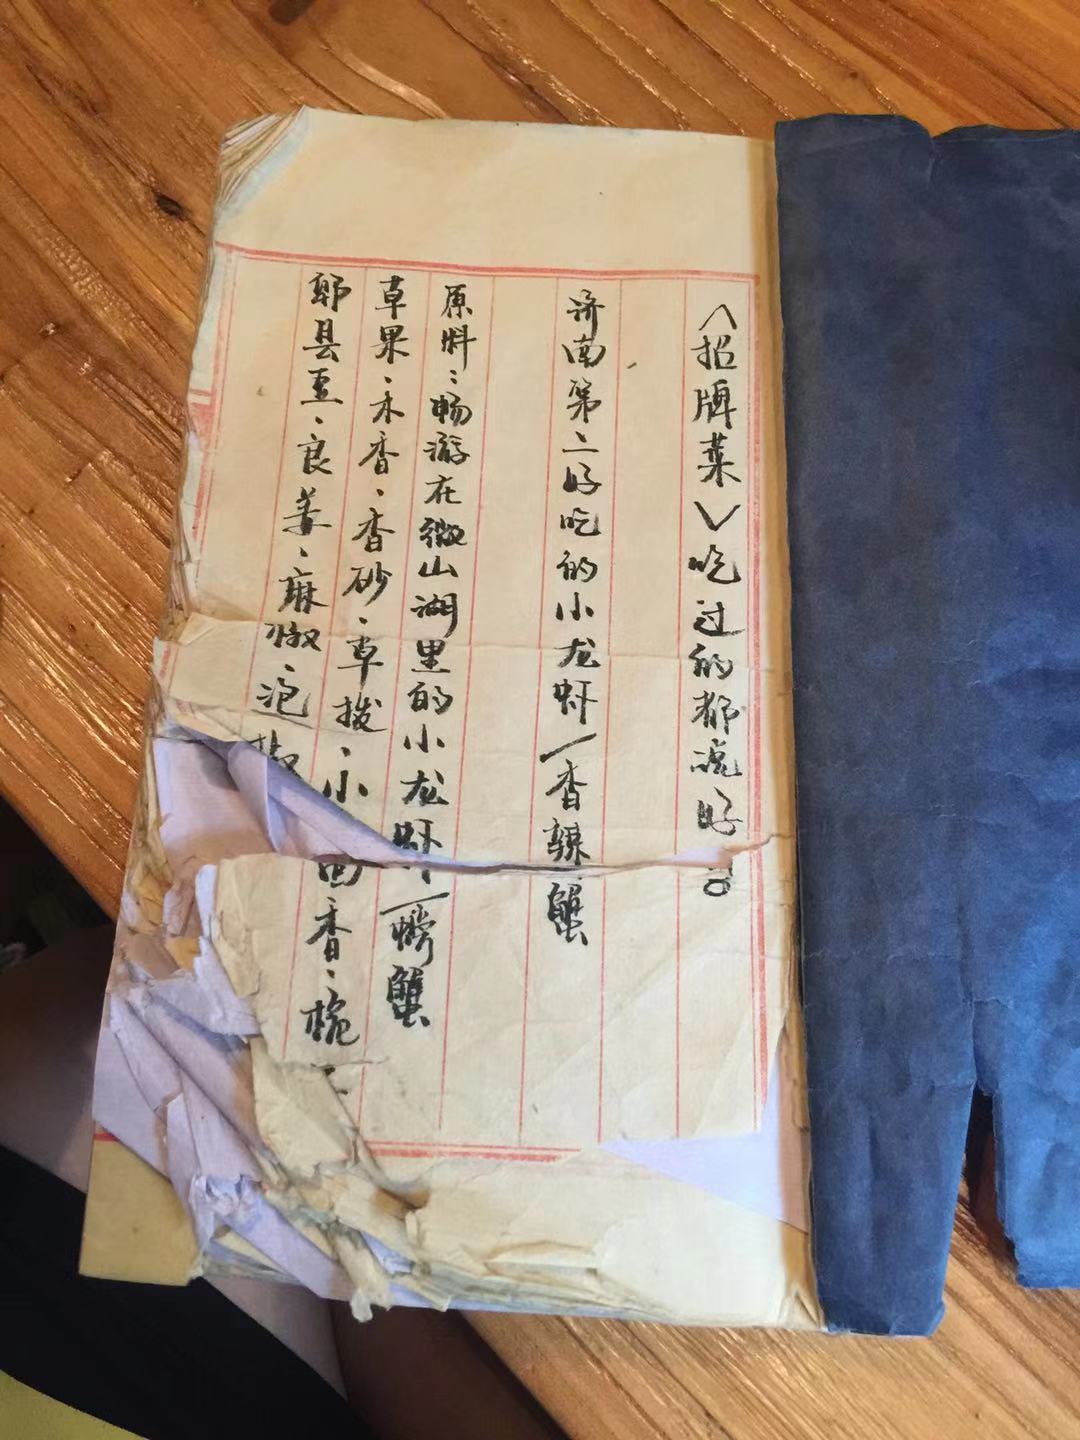 <招牌菜>吃过的都说好。
济南第二好吃的小龙虾/香辣蟹
原料:畅游在微山湖里的小龙虾/螃蟹
草果、木香、香砂、草拨、小茴香、桅
郫县豆、良姜、麻椒、泡椒